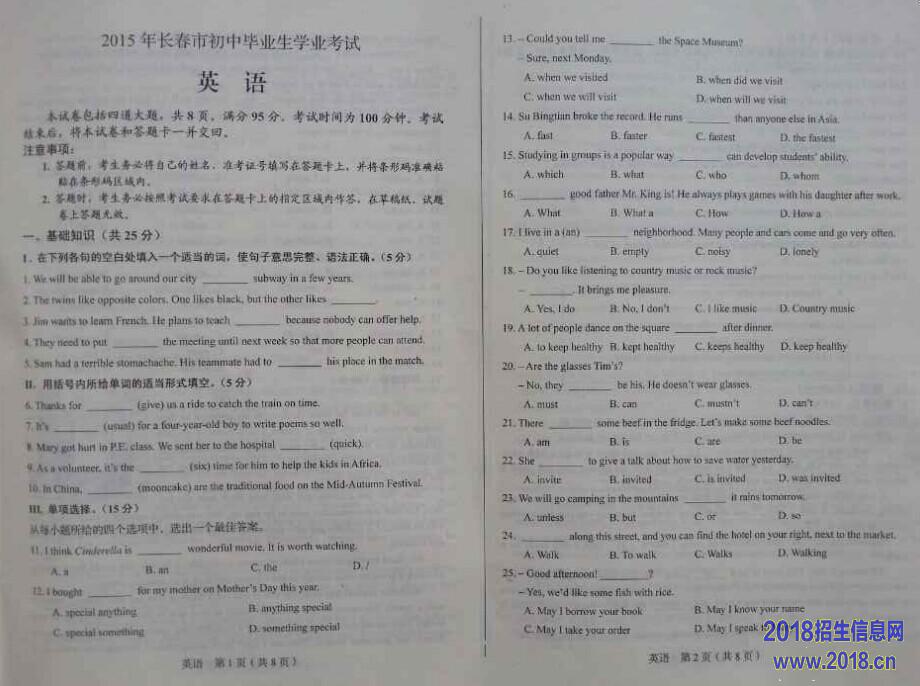 2015 年长春市初中毕业生学业考试
英 语
本试卷包括四道大题，共 8 页。满分 95 分。考试时间为 100 分钟。考试
结束后，将本试卷和答题卡一并交回。
注意事项：
1. 答题前，考生务必将自己的姓名、准考证号填写在答题卡上，并将条形码准确粘
贴在条形码区域内。
2. 答题时，考生务必按照考试要求在答题卡上的指定区域内作答，在草稿纸、试题
卷上答题无效。
一、基础知识（共 25 分）
I. 在下列各句的空白处填入一个适当的词，使句子意思完整、语法正确。（5 分）
1. We will be able to go around our city ________ subway in a few years.
2. The twins like opposite colors. One likes black, but the other likes ________.
3. Jim wants to learn French. He plans to teach ________ because nobody can offer help.
4. They need to put ________ the meeting until next week so that more people can attend.
5. Sam had a terrible stomachache. His teammate had to ________ his place in the match.
II. 用括号内所给单词的适当形式填空。（5 分）
6. Thanks for ________ (give) us a ride to catch the train on time.
7. It's ________ (usual) for a four-year-old boy to write poems so well.
8. Mary got hurt in P.E. class. We sent her to the hospital ________ (quick).
9. As a volunteer, it's the ________ (six) time for him to help the kids in Africa.
10. In China, ________ (mooncake) are the traditional food on the Mid-Autumn Festival.
III. 单项选择。（15 分）
从每小题所给的四个选项中，选出一个最佳答案。
11. I think Cinderella is ________ wonderful movie. It is worth watching.
A. a B. an C. the D. /
12. I bought ________ for my mother on Mother's Day this year.
A. special anything B. anything special
C. special something D. something special
英语 第 1 页（共 8 页）
13. – Could you tell me ________ the Space Museum?
– Sure, next Monday.
A. when we visited B. when did we visit
C. when we will visit D. when will we visit
14. Su Bingtian broke the record. He runs ________ than anyone else in Asia.
A. fast B. faster C. fastest D. the fastest
15. Studying in groups is a popular way ________ can develop students' ability.
A. which B. what C. who D. whom
16. ________ good father Mr. King is! He always plays games with his daughter after work.
A. What B. What a C. How D. How a
17. I live in a (an) ________ neighborhood. Many people and cars come and go very often.
A. quiet B. empty C. noisy D. lonely
18. – Do you like listening to country music or rock music?
– ________. It brings me pleasure.
A. Yes, I do B. No, I don't C. I like music D. Country music
19. A lot of people dance on the square ________ after dinner.
A. to keep healthy B. kept healthy C. keeps healthy D. keep healthy
20. – Are the glasses Tim's?
– No, they ________ be his. He doesn't wear glasses.
A. must B. can C. mustn't D. can't
21. There ________ some beef in the fridge. Let's make some beef noodles.
A. am B. is C. are D. be
22. She ________ to give a talk about how to save water yesterday.
A. invite B. invited C. is invited D. was invited
23. We will go camping in the mountains ________ it rains tomorrow.
A. unless B. but C. or D. so
24. ________ along this street, and you can find the hotel on your right, next to the market.
A. Walk B. To walk C. Walks D. Walking
25. – Good afternoon! ________?
– Yes, we'd like some fish with rice.
A. May I borrow your book B. May I know your name
C. May I take your order D. May I speak
英语 第 2 页（共 8 页）
2018招生信息网
www.2018.cn